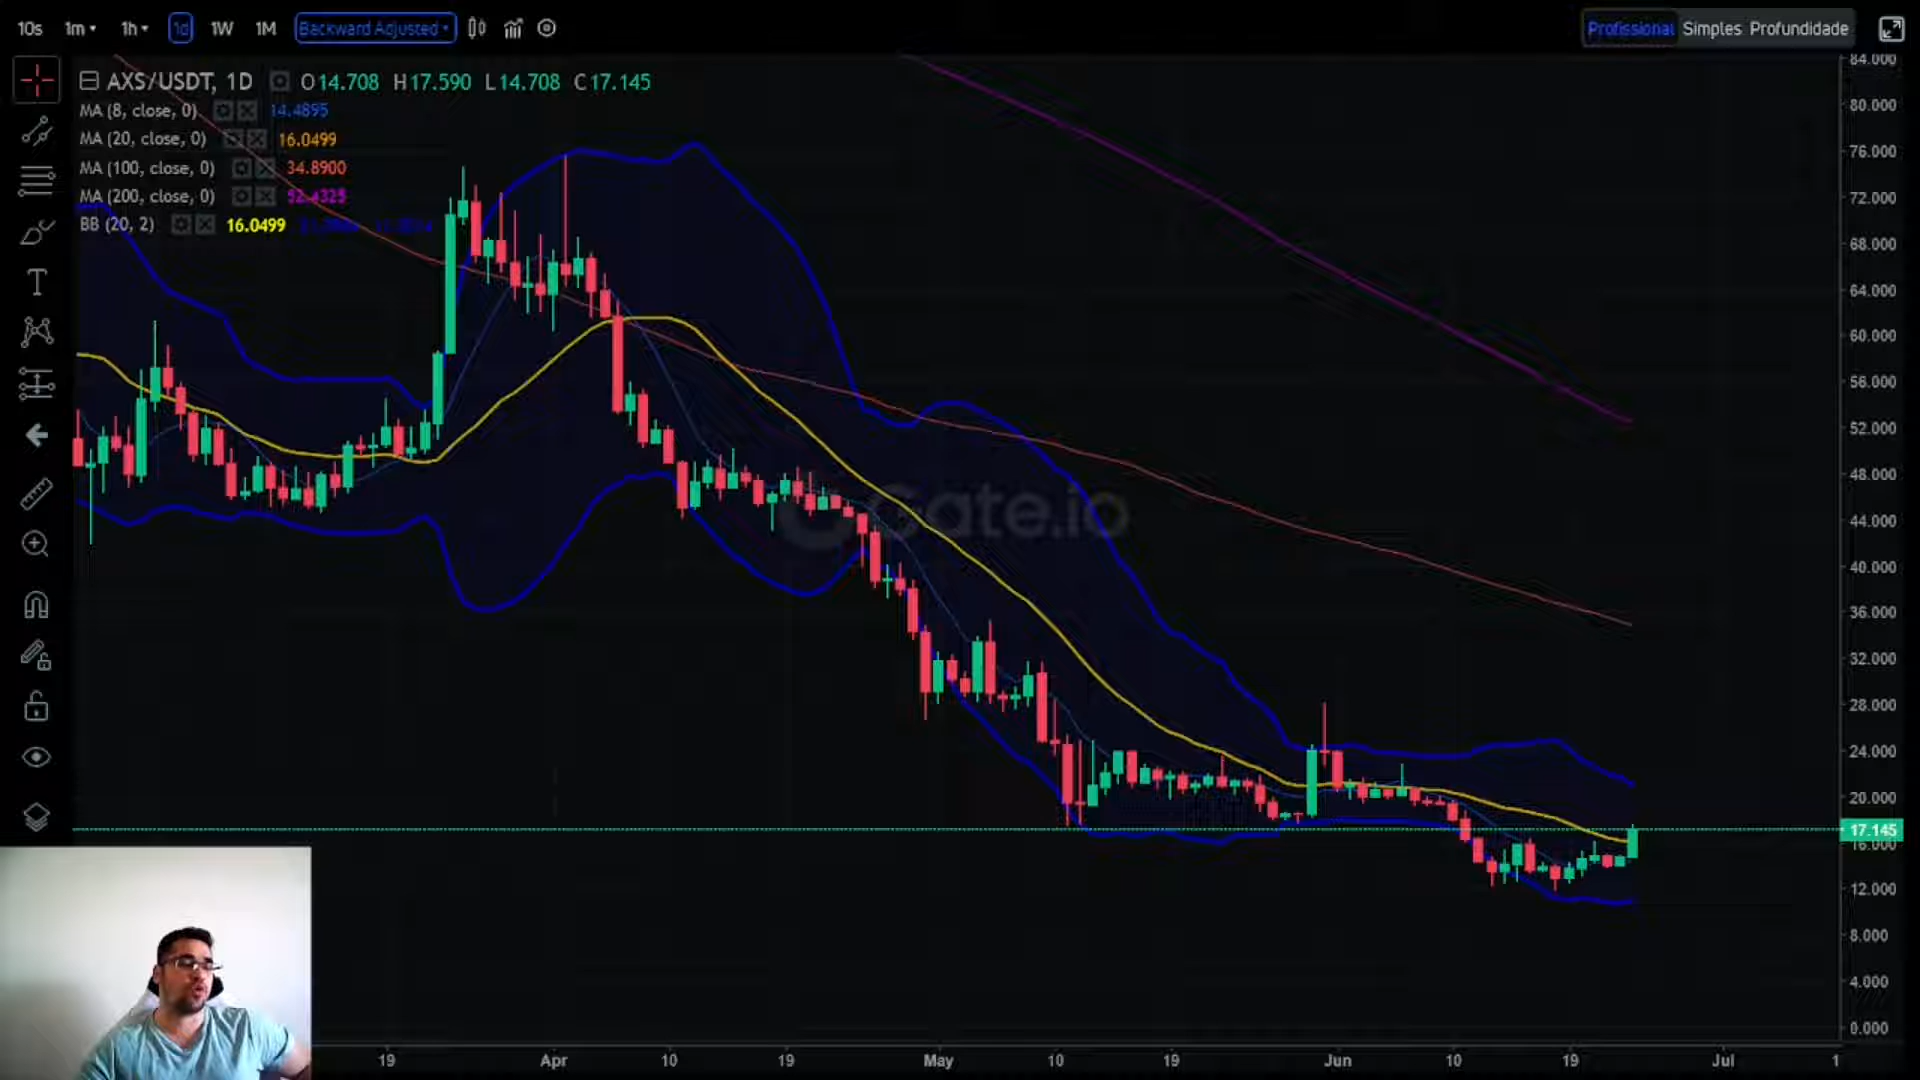 10s 1m 1h 1d 1W 1M Backward Adjusted Profissional Simples Profundidade
AXS/USDT, 1D O14.708 H17.590 L14.708 C17.145
MA (8, close, 0) 14.4895
MA (20, close, 0) 16.0499
MA (100, close, 0) 34.8900
MA (200, close, 0) 52.4325
BB (20, 2) 16.0499
84.000
80.000
76.000
72.000
68.000
64.000
60.000
56.000
52.000
48.000
44.000
40.000
36.000
32.000
28.000
24.000
20.000
17.145
16.000
12.000
8.000
4.000
0.000
Gate.io
19 Apr 10 19 May 10 19 Jun 10 19 Jul 1